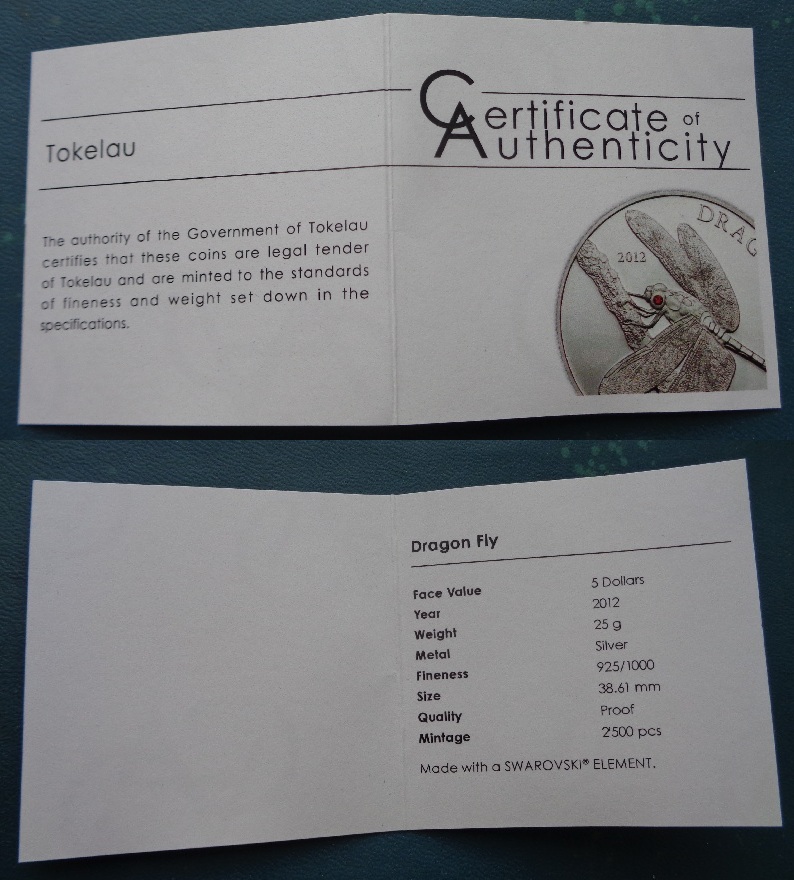 Tokelau
The authority of the Government of Tokelau
certifies that these coins are legal tender
of Tokelau and are minted to the standards
of fineness and weight set down in the
specifications.
Certificate of
Authenticity
DRAG
2012
Dragon Fly
Face Value 5 Dollars
Year 2012
Weight 25 g
Metal Silver
Fineness 925/1000
Size 38.61 mm
Quality Proof
Mintage 2'500 pcs
Made with a SWAROVSKI® ELEMENT.